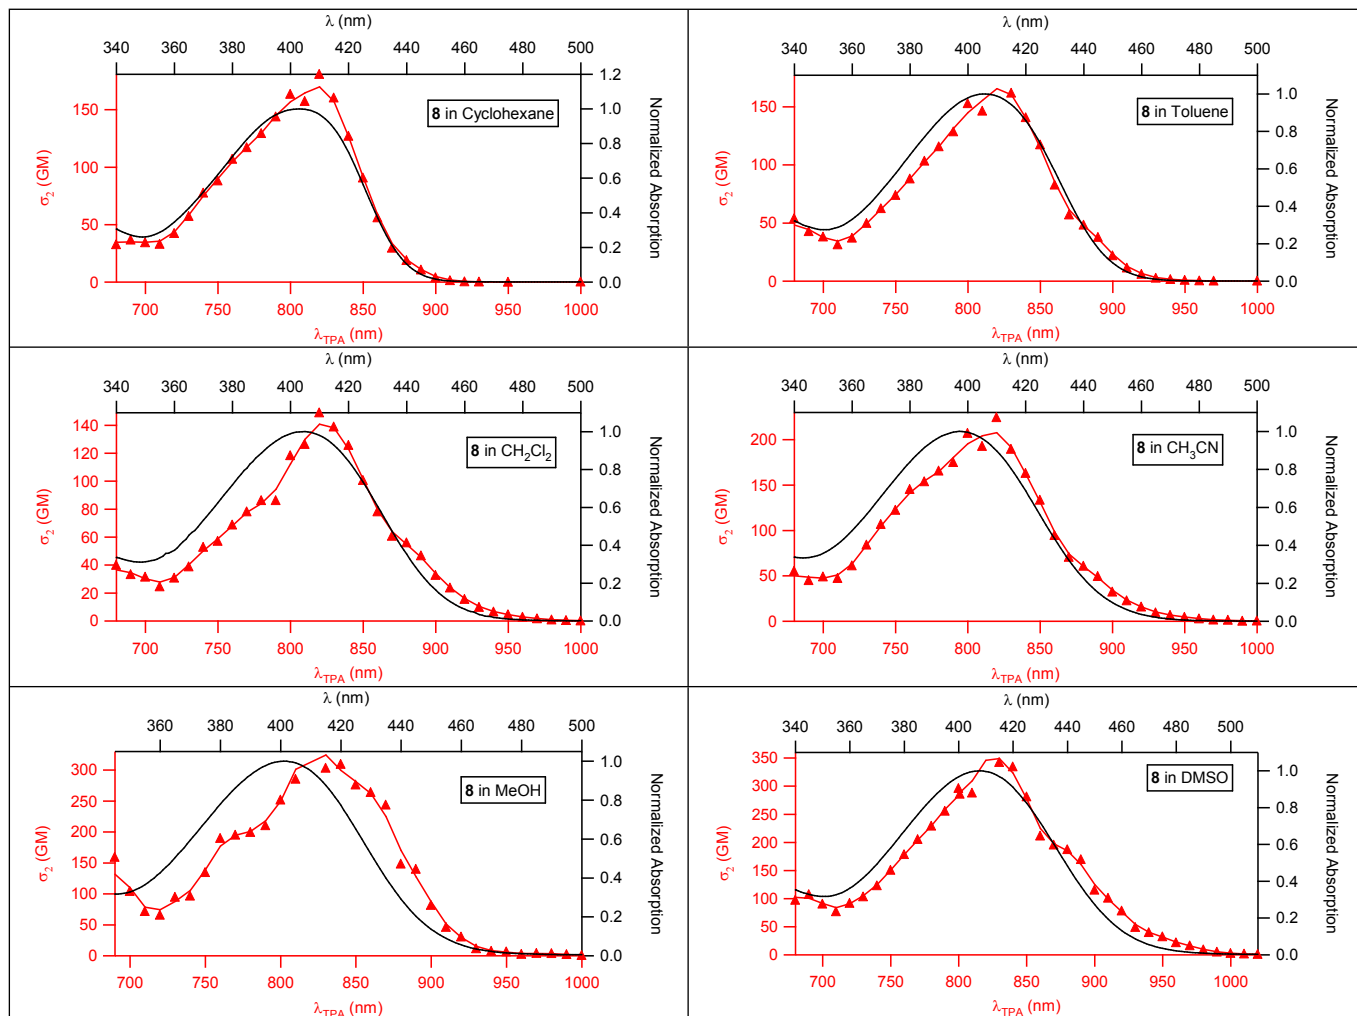 λ (nm)
340 360 380 400 420 440 460 480 500
150
100
50
0
σ₂ (GM)
8 in Cyclohexane
1.2
1.0
0.8
0.6
0.4
0.2
0.0
Normalized Absorption
700 750 800 850 900 950 1000
λTPA (nm)
λ (nm)
340 360 380 400 420 440 460 480 500
150
100
50
0
σ₂ (GM)
8 in Toluene
1.0
0.8
0.6
0.4
0.2
0.0
Normalized Absorption
700 750 800 850 900 950 1000
λTPA (nm)
λ (nm)
340 360 380 400 420 440 460 480 500
140
120
100
80
60
40
20
0
σ₂ (GM)
8 in CH₂Cl₂
1.0
0.8
0.6
0.4
0.2
0.0
Normalized Absorption
700 750 800 850 900 950 1000
λTPA (nm)
λ (nm)
340 360 380 400 420 440 460 480 500
200
150
100
50
0
σ₂ (GM)
8 in CH₃CN
1.0
0.8
0.6
0.4
0.2
0.0
Normalized Absorption
700 750 800 850 900 950 1000
λTPA (nm)
λ (nm)
360 380 400 420 440 460 480 500
300
250
200
150
100
50
0
σ₂ (GM)
8 in MeOH
1.0
0.8
0.6
0.4
0.2
0.0
Normalized Absorption
700 750 800 850 900 950 1000
λTPA (nm)
λ (nm)
340 360 380 400 420 440 460 480 500
350
300
250
200
150
100
50
0
σ₂ (GM)
8 in DMSO
1.0
0.8
0.6
0.4
0.2
0.0
Normalized Absorption
700 750 800 850 900 950 1000
λTPA (nm)